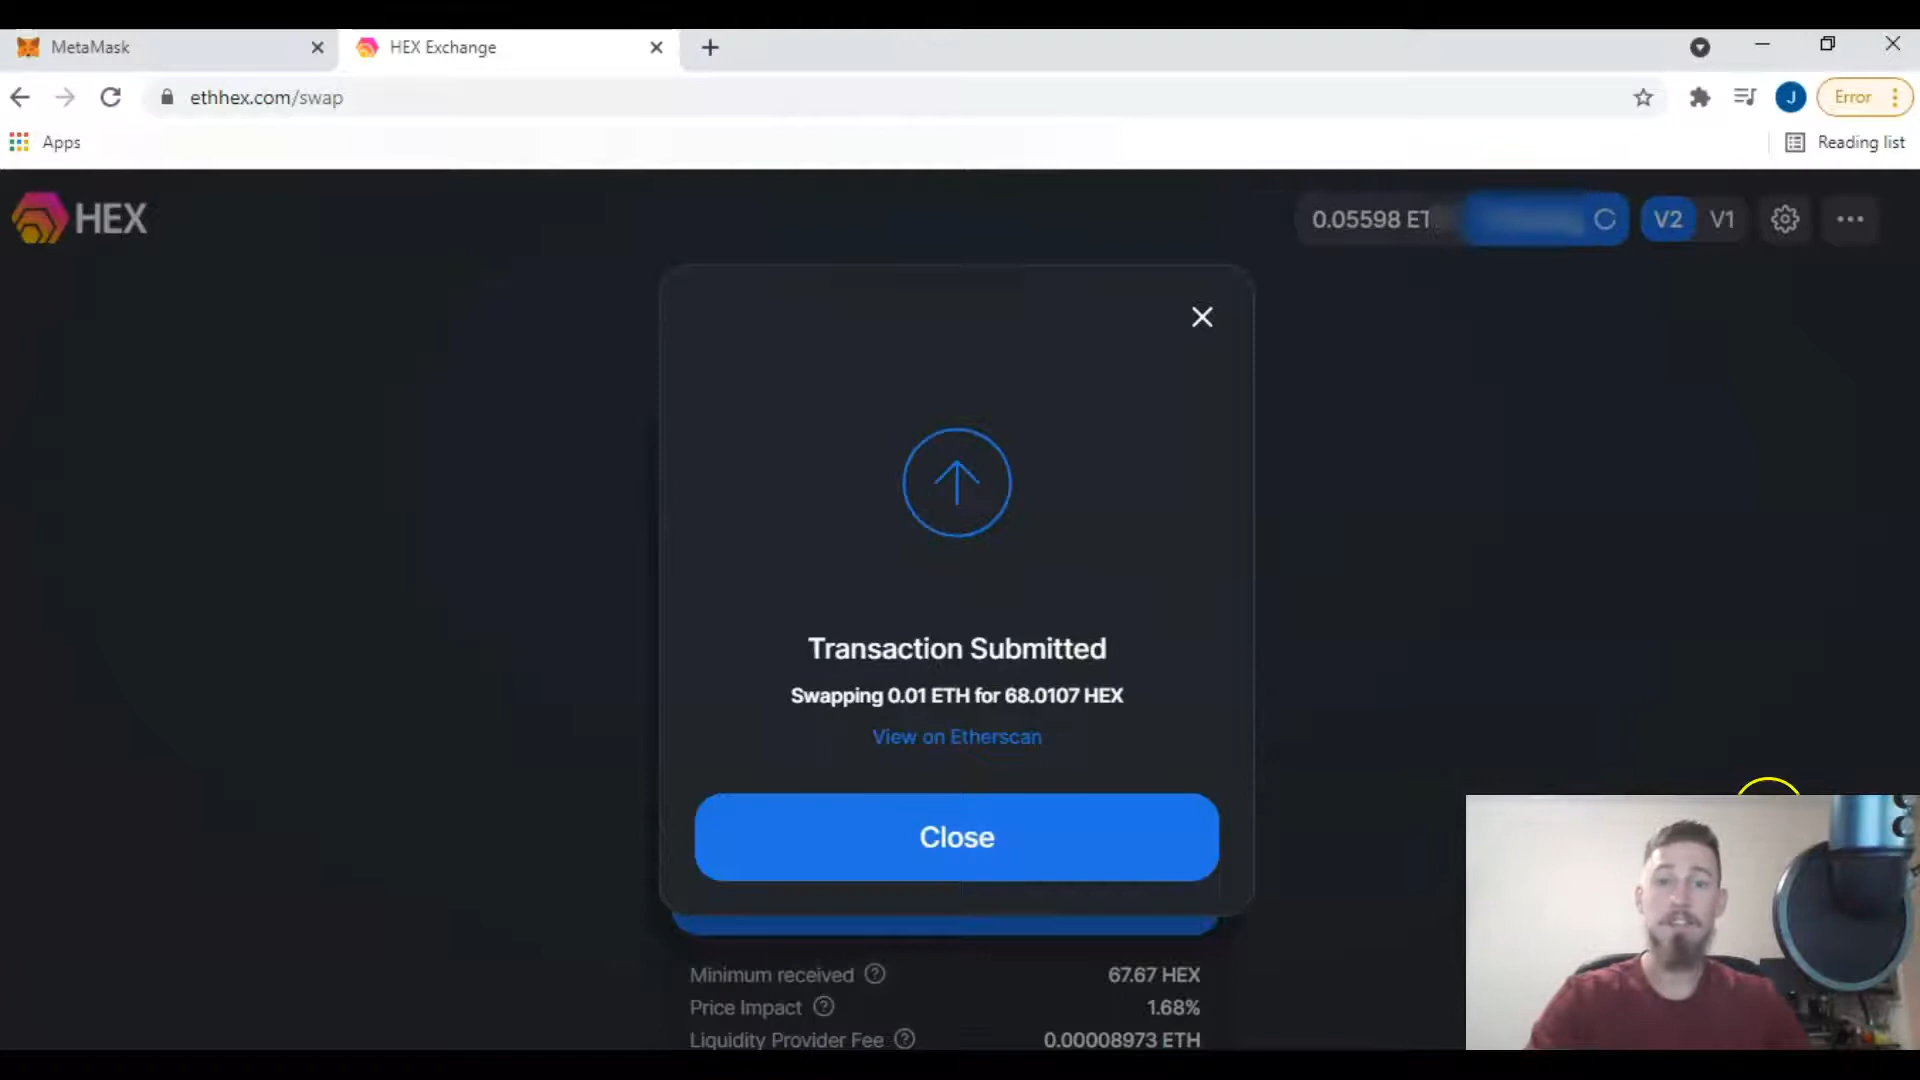 MetaMask
HEX Exchange
ethhex.com/swap
J
Error
Apps
Reading list
HEX
0.05598 ET
V2
V1
Transaction Submitted
Swapping 0.01 ETH for 68.0107 HEX
View on Etherscan
Close
Minimum received
67.67 HEX
Price Impact
1.68%
Liquidity Provider Fee
0.00008973 ETH